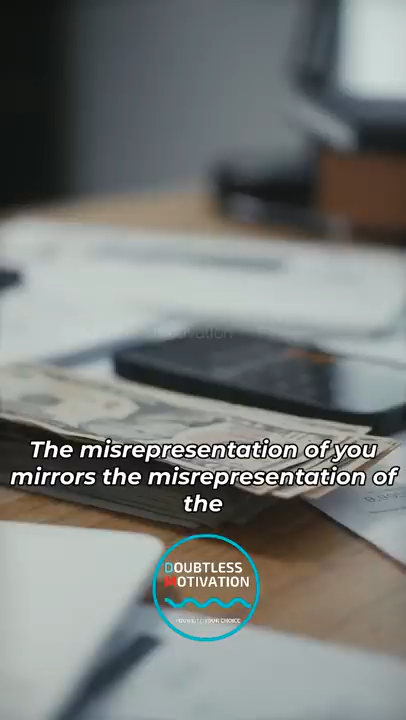 The misrepresentation of you
mirrors the misrepresentation of
the
DOUBTLESS
MOTIVATION